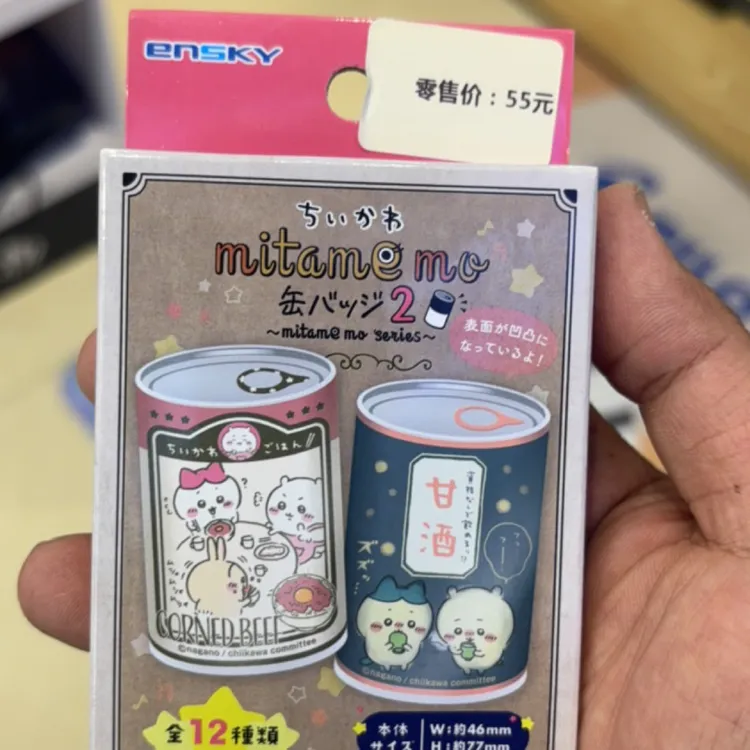 ensky
零售价：55元
ちいかわ
mitame mo
缶バッジ2
~mitame mo series~
表面が凹凸に
なっているよ！
ちいかわ ごはん!!
CORNED BEEF
©nagano / chiikawa committee
甘酒
ズズッ…
©nagano / chiikawa committee
全12種類
本体
サイズ
W:約46mm
H:約77mm